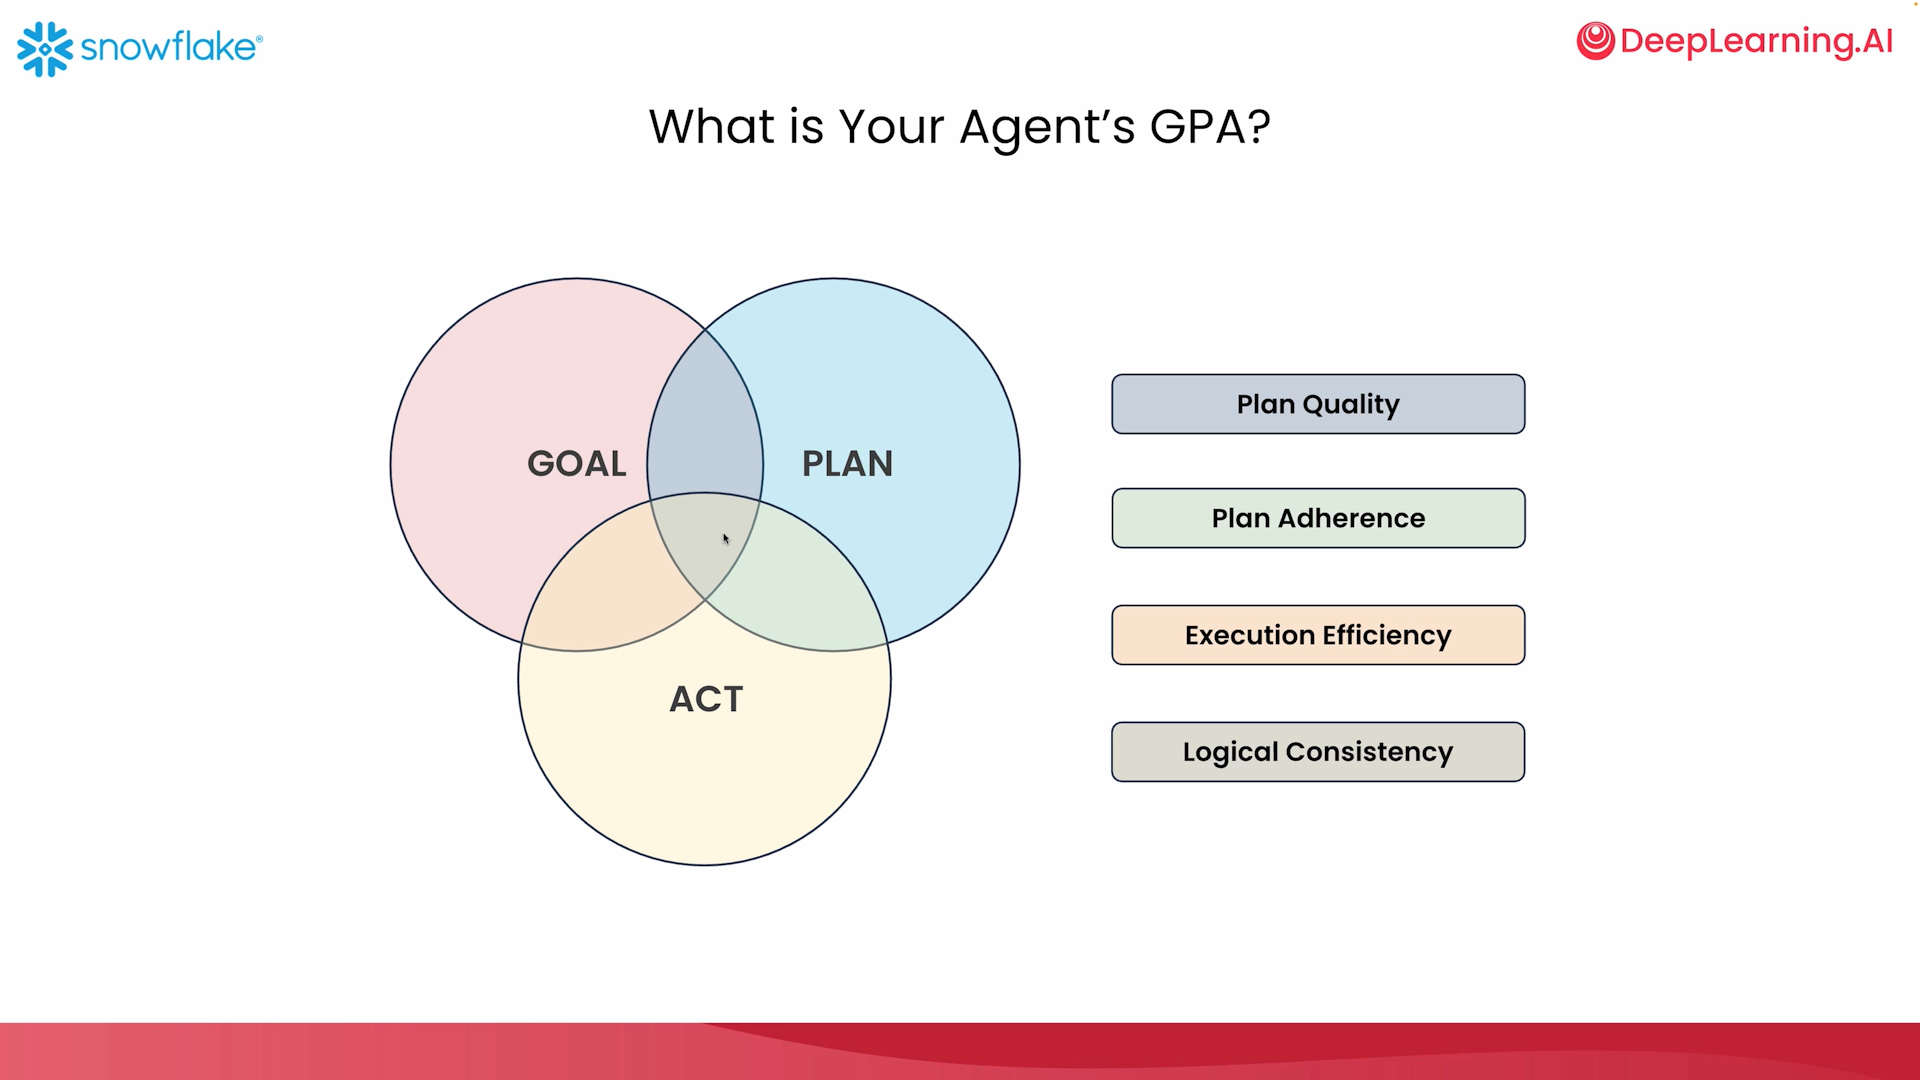 snowflake®
DeepLearning.AI
What is Your Agent's GPA?
GOAL
PLAN
ACT
Plan Quality
Plan Adherence
Execution Efficiency
Logical Consistency